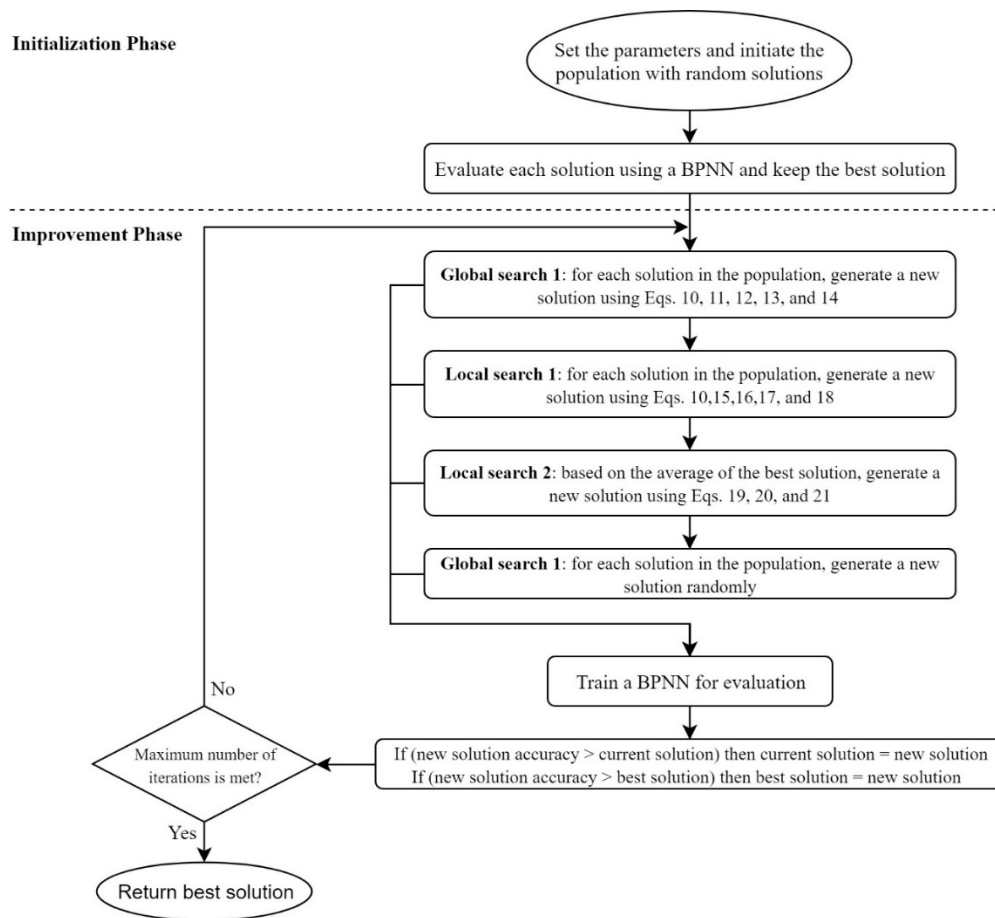 Initialization Phase
Set the parameters and initiate the
population with random solutions
Evaluate each solution using a BPNN and keep the best solution
Improvement Phase
Global search 1: for each solution in the population, generate a new
solution using Eqs. 10, 11, 12, 13, and 14
Local search 1: for each solution in the population, generate a new
solution using Eqs. 10,15,16,17, and 18
Local search 2: based on the average of the best solution, generate a
new solution using Eqs. 19, 20, and 21
Global search 1: for each solution in the population, generate a new
solution randomly
Train a BPNN for evaluation
If (new solution accuracy > current solution) then current solution = new solution
If (new solution accuracy > best solution) then best solution = new solution
No
Maximum number of
iterations is met?
Yes
Return best solution